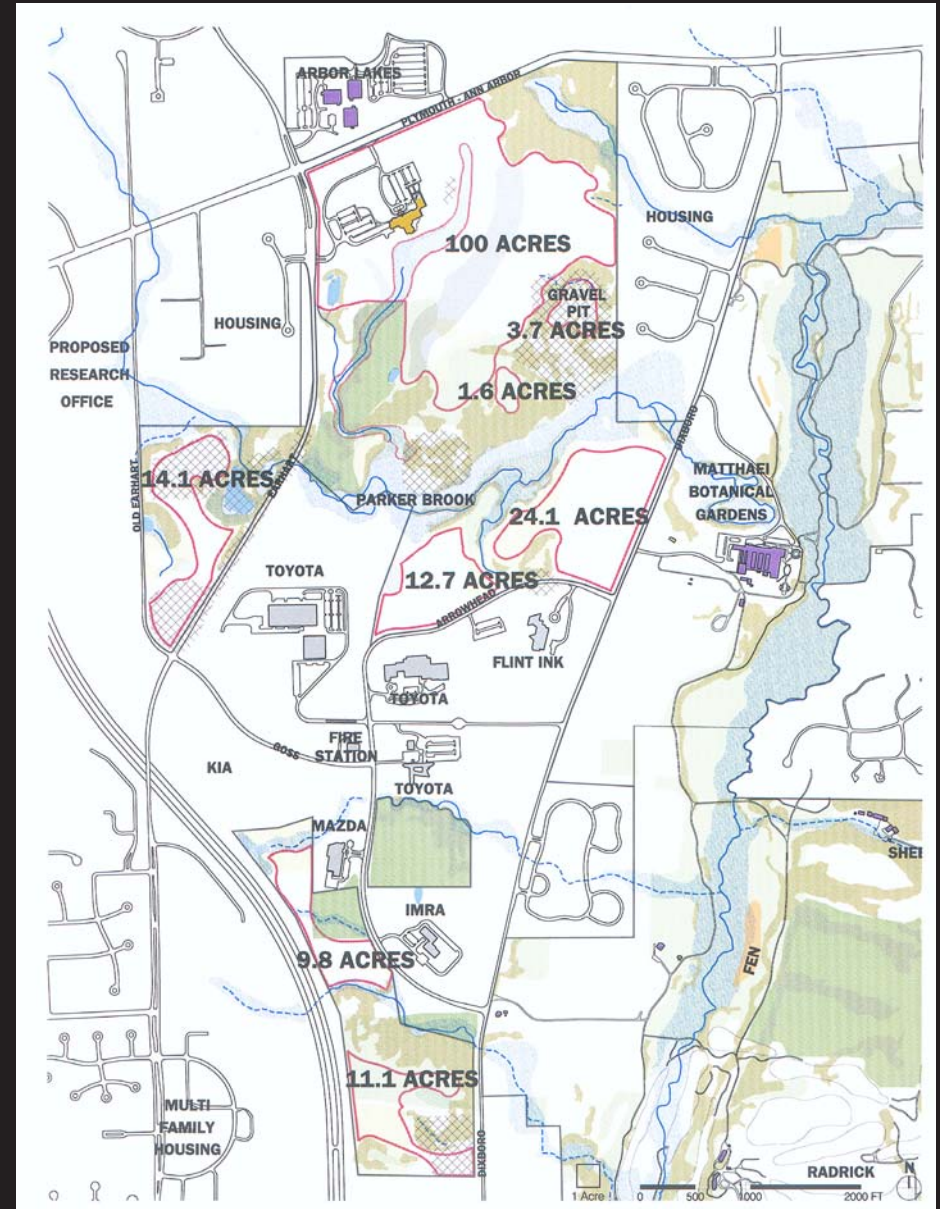 ARBOR LAKES
PLYMOUTH - ANN ARBOR
HOUSING
100 ACRES
GRAVEL
PIT
3.7 ACRES
HOUSING
PROPOSED
RESEARCH
OFFICE
1.6 ACRES
DIXBORO
14.1 ACRES
EARHART
OLD EARHART
PARKER BROOK
MATTHAEI
BOTANICAL
GARDENS
24.1 ACRES
TOYOTA
12.7 ACRES
ARROWHEAD
FLINT INK
TOYOTA
FIRE
STATION
GOSS
KIA
TOYOTA
MAZDA
SHEE
IMRA
9.8 ACRES
FEN
11.1 ACRES
MULTI
FAMILY
HOUSING
DIXBORO
RADRICK
N
1 Acre
0 500 1000 2000 FT